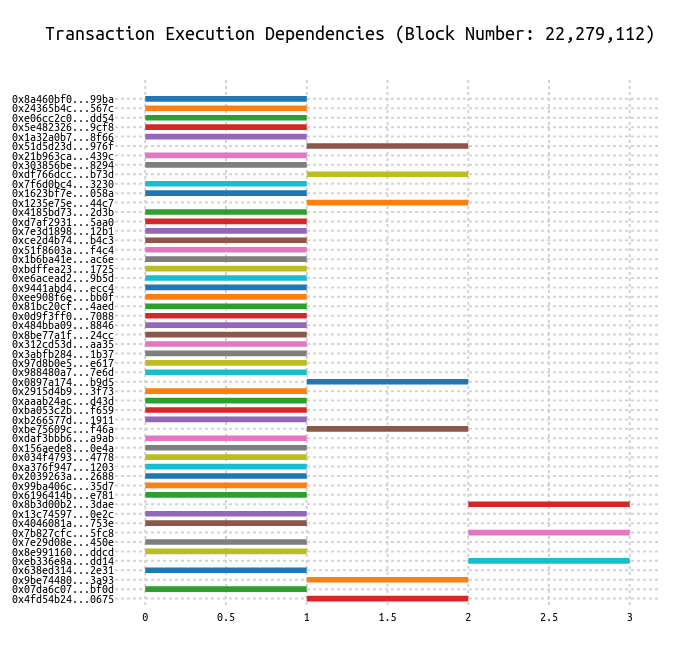 Transaction Execution Dependencies (Block Number: 22,279,112)
0x8a460bf0...99ba
0x24365b4c...567c
0xe06cc2c0...dd54
0x5e482326...9cf8
0x1a32a0b7...8f66
0x51d5d23d...976f
0x21b963ca...439c
0x303856be...8294
0xdf766dcc...b73d
0x7f6d0bc4...3230
0x1623bf7e...058a
0x1235e75e...44c7
0x4185bd73...2d3b
0xd7af2931...5aa0
0x7e3d1898...12b1
0xce2d4b74...b4c3
0x51f8603a...f4c4
0x1b6ba41e...ac6e
0xbdffea23...1725
0xe6acead2...9b5d
0x9441abd4...ecc4
0xee908f6e...bb0f
0x81bc20cf...4aed
0x0d9f3ff0...7088
0x484bba09...8846
0x8be77a1f...24cc
0x312cd53d...aa35
0x3abfb284...1b37
0x97d8b0e5...e617
0x988480a7...7e6d
0x0897a174...b9d5
0x2915d4b9...3f73
0xaaab24ac...d43d
0xba053c2b...f659
0xb266577d...1911
0xbe75609c...f46a
0xdaf3bbb6...a9ab
0x156aede8...0e4a
0x034f4793...4778
0xa376f947...1203
0x2039263a...2688
0x99ba406c...35d7
0x6196414b...e781
0x8b3d00b2...3dae
0x13c74597...0e2c
0x4046081a...753e
0x7b827cfc...5fc8
0x7e29d08e...450e
0x8e991160...ddcd
0xeb336e8a...dd14
0x638ed314...2e31
0x9be74480...3a93
0x07da6c07...bf0d
0x4fd54b24...0675
0 0.5 1 1.5 2 2.5 3